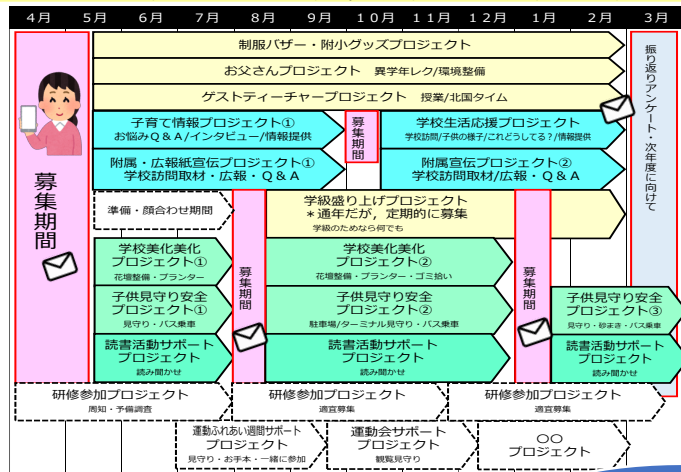 4月 5月 6月 7月 8月 9月 10月 11月 12月 1月 2月 3月
募集期間
制服バザー・附小グッズプロジェクト
お父さんプロジェクト 異学年レク/環境整備
ゲストティーチャープロジェクト 授業/北国タイム
子育て情報プロジェクト①
お悩みQ&A/インタビュー/情報提供
募集期間
学校生活応援プロジェクト
学校訪問/子供の様子/これどうしてる?/情報提供
附属・広報紙宣伝プロジェクト①
学校訪問取材・広報・Q&A
附属宣伝プロジェクト②
学校訪問取材/広報・Q&A
振り返りアンケート・次年度に向けて
準備・顔合わせ期間
募集期間
学級盛り上げプロジェクト
*通年だが，定期的に募集
学級のためなら何でも
学校美化美化
プロジェクト①
花壇整備・プランター
学校美化美化
プロジェクト②
花壇整備・プランター・ゴミ拾い
募集期間
子供見守り安全
プロジェクト①
見守り・バス乗車
子供見守り安全
プロジェクト②
駐車場/ターミナル見守り・バス乗車
子供見守り安全
プロジェクト③
見守り・砂まき・バス乗車
読書活動サポート
プロジェクト
読み聞かせ
読書活動サポート
プロジェクト
読み聞かせ
読書活動サポート
プロジェクト
読み聞かせ
研修参加プロジェクト
周知・予備調査
研修参加プロジェクト
適宜募集
研修参加プロジェクト
適宜募集
運動ふれあい週間サポート
プロジェクト
見守り・お手本・一緒に参加
運動会サポート
プロジェクト
観覧見守り
○○
プロジェクト